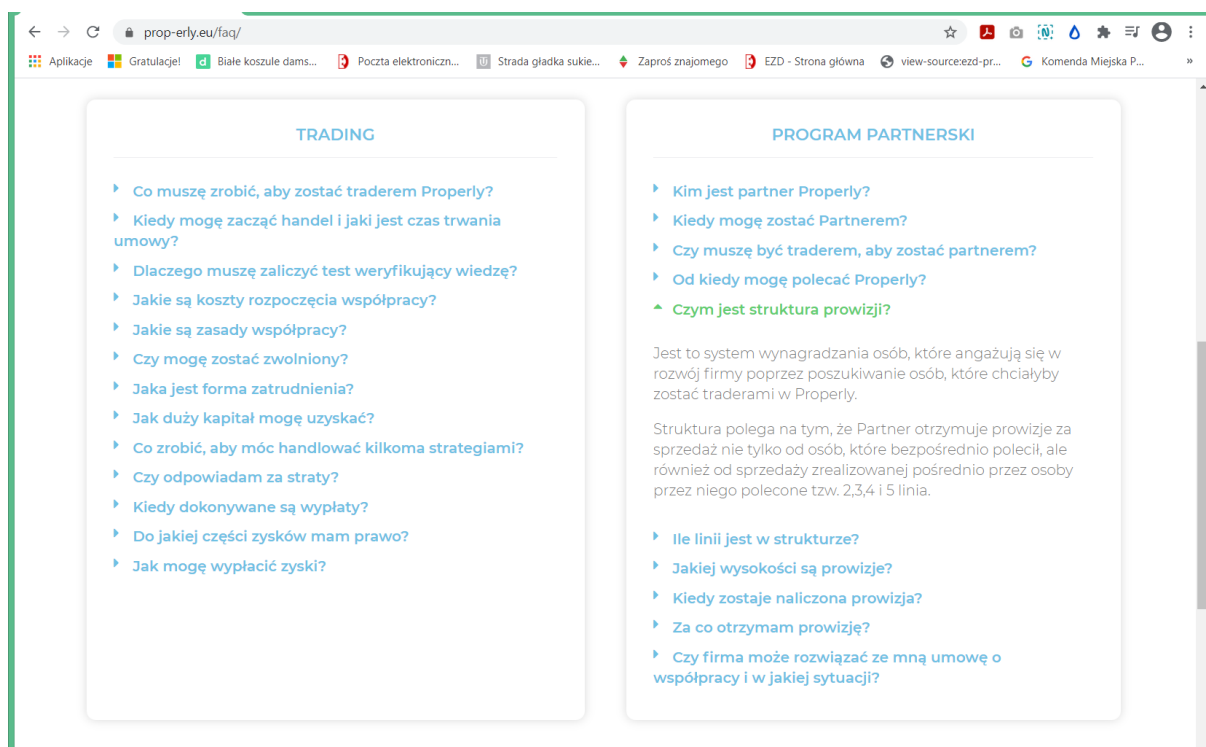 prop-erly.eu/faq/
Aplikacje
Gratulacje!
Białe koszule dams...
Poczta elektroniczn...
Strada gładka sukie...
Zaproś znajomego
EZD - Strona główna
view-source:ezd-pr...
Komenda Miejska P...
»
TRADING
Co muszę zrobić, aby zostać traderem Properly?
Kiedy mogę zacząć handel i jaki jest czas trwania
umowy?
Dlaczego muszę zaliczyć test weryfikujący wiedzę?
Jakie są koszty rozpoczęcia współpracy?
Jakie są zasady współpracy?
Czy mogę zostać zwolniony?
Jaka jest forma zatrudnienia?
Jak duży kapitał mogę uzyskać?
Co zrobić, aby móc handlować kilkoma strategiami?
Czy odpowiadam za straty?
Kiedy dokonywane są wypłaty?
Do jakiej części zysków mam prawo?
Jak mogę wypłacić zyski?
PROGRAM PARTNERSKI
Kim jest partner Properly?
Kiedy mogę zostać Partnerem?
Czy muszę być traderem, aby zostać partnerem?
Od kiedy mogę polecać Properly?
Czym jest struktura prowizji?
Jest to system wynagradzania osób, które angażują się w
rozwój firmy poprzez poszukiwanie osób, które chciałyby
zostać traderami w Properly.
Struktura polega na tym, że Partner otrzymuje prowizje za
sprzedaż nie tylko od osób, które bezpośrednio polecił, ale
również od sprzedaży zrealizowanej pośrednio przez osoby
przez niego polecone tzw. 2,3,4 i 5 linia.
Ile linii jest w strukturze?
Jakiej wysokości są prowizje?
Kiedy zostaje naliczona prowizja?
Za co otrzymam prowizję?
Czy firma może rozwiązać ze mną umowę o
współpracy i w jakiej sytuacji?